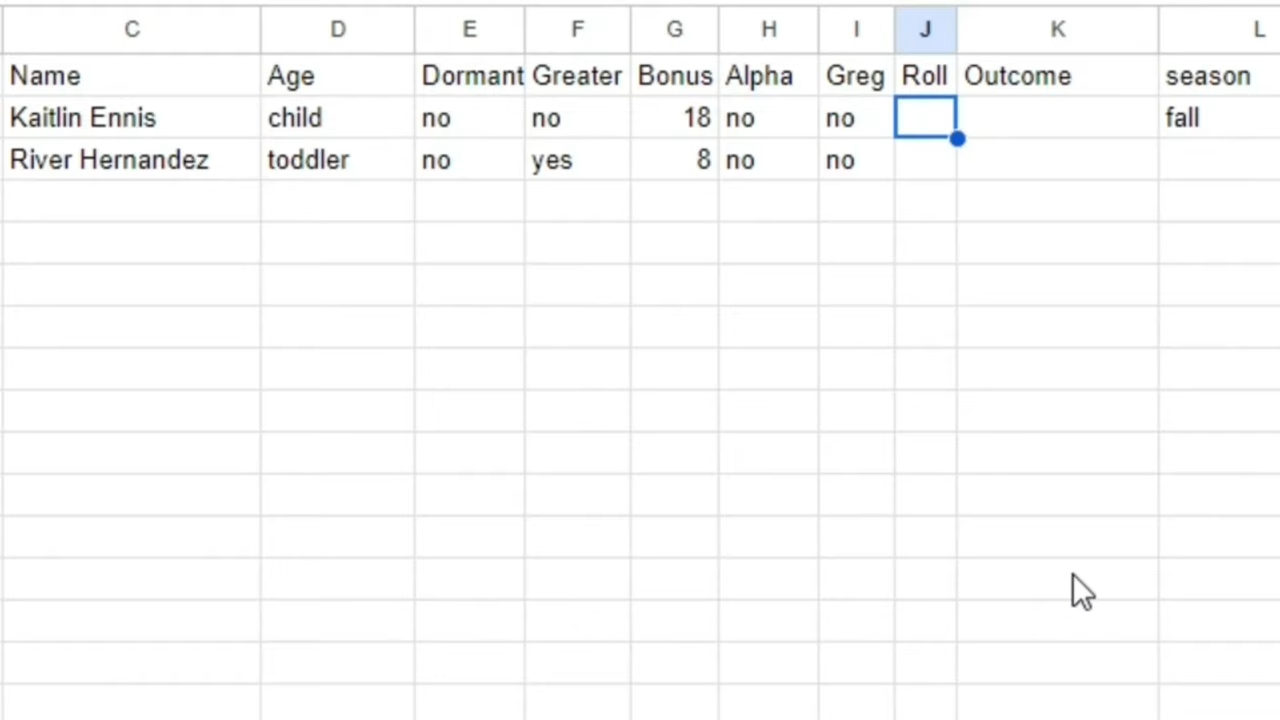 C D E F G H I J K L
Name Age Dormant Greater Bonus Alpha Greg Roll Outcome season
Kaitlin Ennis child no no 18 no no fall
River Hernandez toddler no yes 8 no no